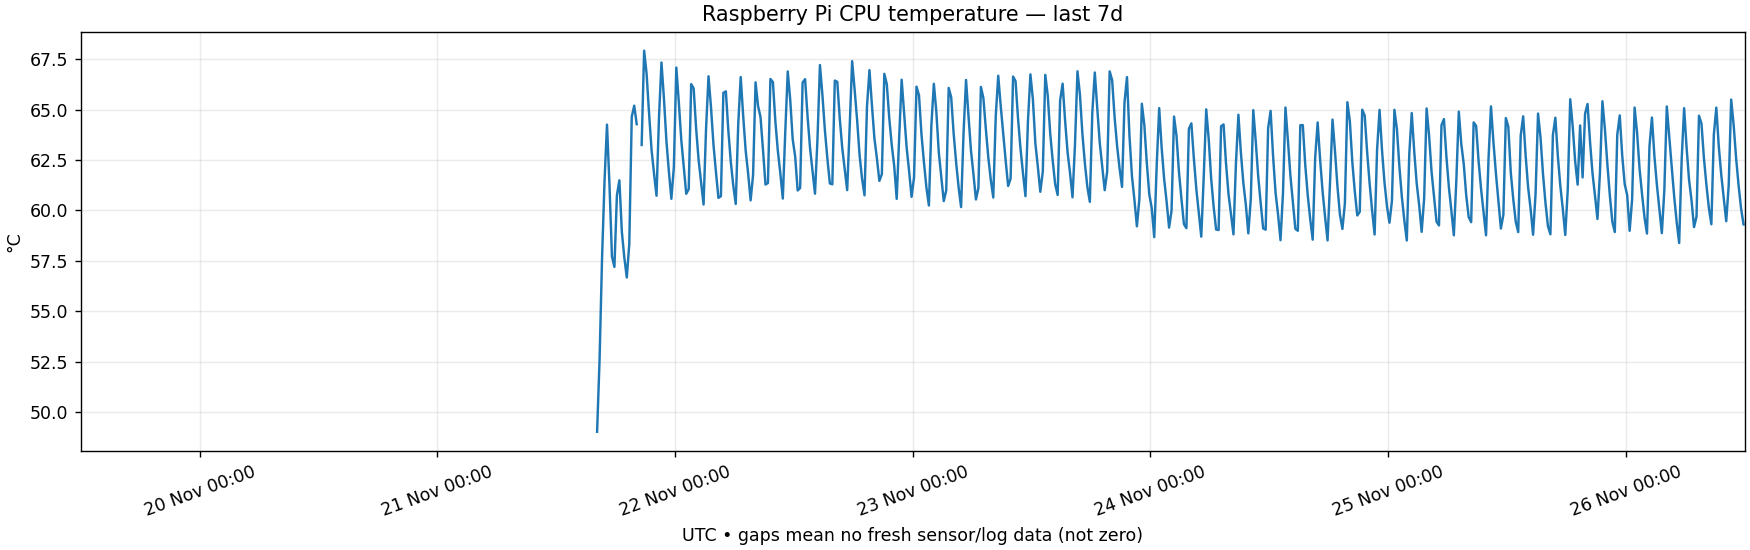 Raspberry Pi CPU temperature — last 7d
67.5
65.0
62.5
60.0
57.5
55.0
52.5
50.0
°C
20 Nov 00:00
21 Nov 00:00
22 Nov 00:00
23 Nov 00:00
24 Nov 00:00
25 Nov 00:00
26 Nov 00:00
UTC • gaps mean no fresh sensor/log data (not zero)